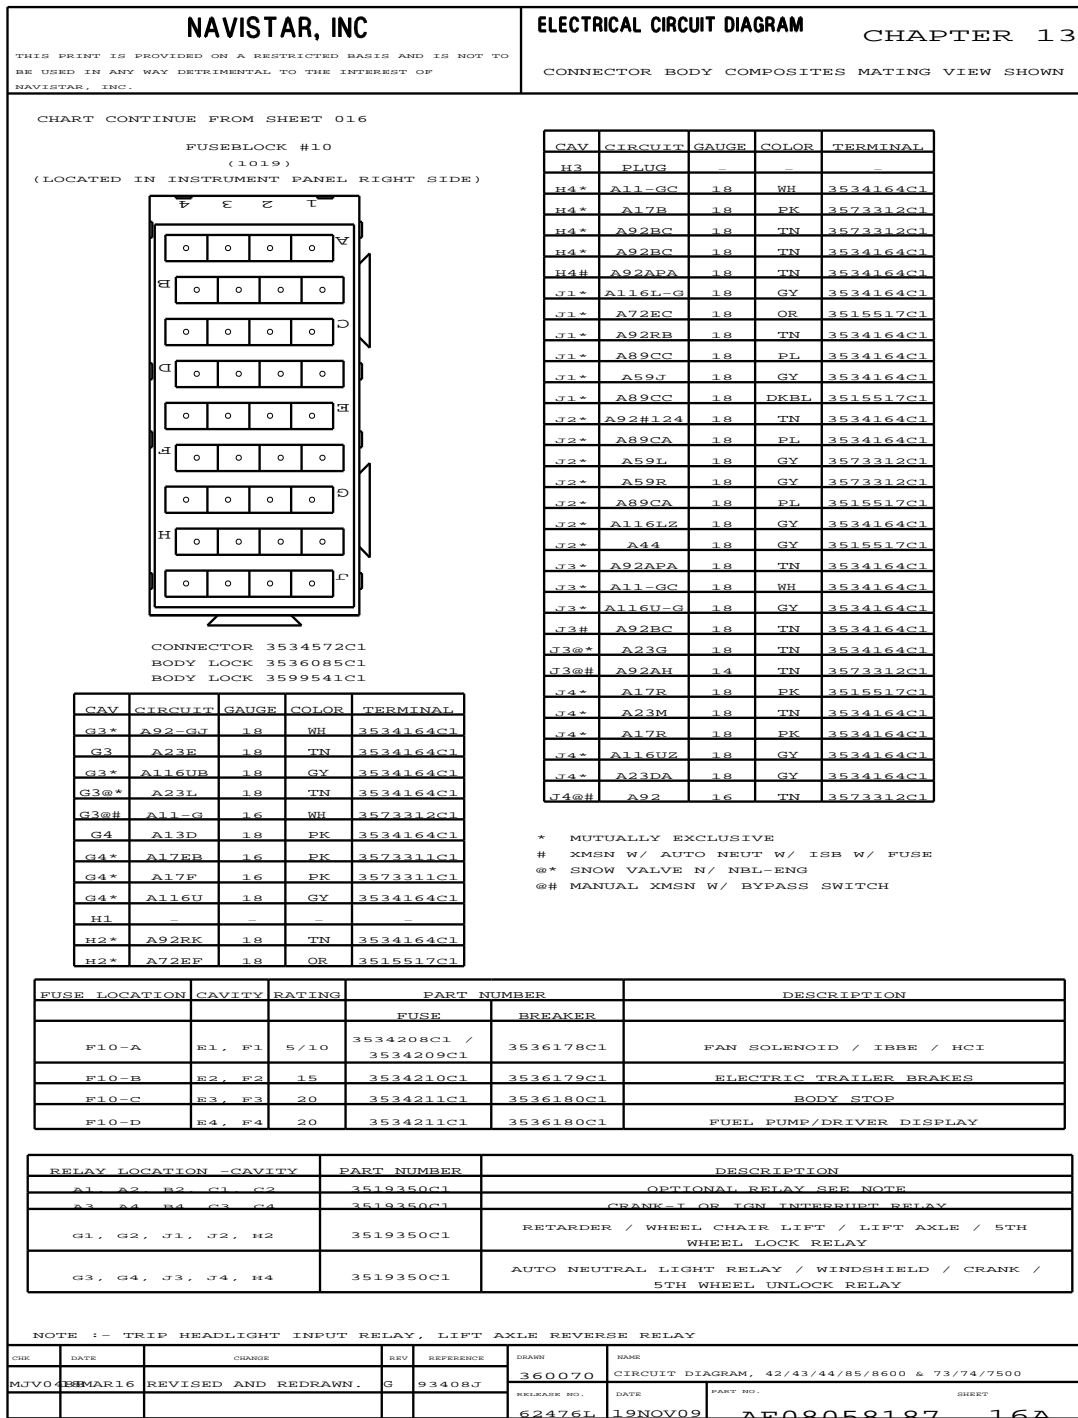 NAVISTAR, INC
THIS PRINT IS PROVIDED ON A RESTRICTED BASIS AND IS NOT TO
BE USED IN ANY WAY DETRIMENTAL TO THE INTEREST OF
NAVISTAR, INC.
ELECTRICAL CIRCUIT DIAGRAM CHAPTER 13
CONNECTOR BODY COMPOSITES MATING VIEW SHOWN
CHART CONTINUE FROM SHEET 016
FUSEBLOCK #10
(1019)
(LOCATED IN INSTRUMENT PANEL RIGHT SIDE)
4 3 2 1
A
B
C
D
E
F
G
H
J
CONNECTOR 3534572C1
BODY LOCK 3536085C1
BODY LOCK 3599541C1
CAV CIRCUIT GAUGE COLOR TERMINAL
G3* A92-GJ 18 WH 3534164C1
G3 A23E 18 TN 3534164C1
G3* A116UB 18 GY 3534164C1
G3@* A23L 18 TN 3534164C1
G3@# A11-G 16 WH 3573312C1
G4 A13D 18 PK 3534164C1
G4* A17EB 16 PK 3573311C1
G4* A17F 16 PK 3573311C1
G4* A116U 18 GY 3534164C1
H1 – – – –
H2* A92RK 18 TN 3534164C1
H2* A72EF 18 OR 3515517C1
CAV CIRCUIT GAUGE COLOR TERMINAL
H3 PLUG – – –
H4* A11-GC 18 WH 3534164C1
H4* A17B 18 PK 3573312C1
H4* A92BC 18 TN 3573312C1
H4* A92BC 18 TN 3534164C1
H4# A92APA 18 TN 3534164C1
J1* A116L-G 18 GY 3534164C1
J1* A72EC 18 OR 3515517C1
J1* A92RB 18 TN 3534164C1
J1* A89CC 18 PL 3534164C1
J1* A59J 18 GY 3534164C1
J1* A89CC 18 DKBL 3515517C1
J2* A92#124 18 TN 3534164C1
J2* A89CA 18 PL 3534164C1
J2* A59L 18 GY 3573312C1
J2* A59R 18 GY 3573312C1
J2* A89CA 18 PL 3515517C1
J2* A116LZ 18 GY 3534164C1
J2* A44 18 GY 3515517C1
J3* A92APA 18 TN 3534164C1
J3* A11-GC 18 WH 3534164C1
J3* A116U-G 18 GY 3534164C1
J3# A92BC 18 TN 3534164C1
J3@* A23G 18 TN 3534164C1
J3@# A92AH 14 TN 3573312C1
J4* A17R 18 PK 3515517C1
J4* A23M 18 TN 3534164C1
J4* A17R 18 PK 3534164C1
J4* A116UZ 18 GY 3534164C1
J4* A23DA 18 GY 3534164C1
J4@# A92 16 TN 3573312C1
* MUTUALLY EXCLUSIVE
# XMSN W/ AUTO NEUT W/ ISB W/ FUSE
@* SNOW VALVE N/ NBL-ENG
@# MANUAL XMSN W/ BYPASS SWITCH
FUSE LOCATION CAVITY RATING PART NUMBER DESCRIPTION
FUSE BREAKER
F10-A E1, F1 5/10 3534208C1 / 3534209C1 3536178C1 FAN SOLENOID / IBBE / HCI
F10-B E2, F2 15 3534210C1 3536179C1 ELECTRIC TRAILER BRAKES
F10-C E3, F3 20 3534211C1 3536180C1 BODY STOP
F10-D E4, F4 20 3534211C1 3536180C1 FUEL PUMP/DRIVER DISPLAY
RELAY LOCATION -CAVITY PART NUMBER DESCRIPTION
A1, A2, B2, C1, C2 3519350C1 OPTIONAL RELAY SEE NOTE
A3, A4, B4, C3, C4 3519350C1 CRANK-I OR IGN INTERRUPT RELAY
G1, G2, J1, J2, H2 3519350C1 RETARDER / WHEEL CHAIR LIFT / LIFT AXLE / 5TH
WHEEL LOCK RELAY
G3, G4, J3, J4, H4 3519350C1 AUTO NEUTRAL LIGHT RELAY / WINDSHIELD / CRANK /
5TH WHEEL UNLOCK RELAY
NOTE :- TRIP HEADLIGHT INPUT RELAY, LIFT AXLE REVERSE RELAY
CHK DATE CHANGE REV REFERENCE DRAWN NAME
REVISED AND REDRAWN. G 93408J 360070 CIRCUIT DIAGRAM, 42/43/44/85/8600 & 73/74/7500
RELEASE NO. DATE PART NO. SHEET
62476L 19NOV09 AF08058187 16A